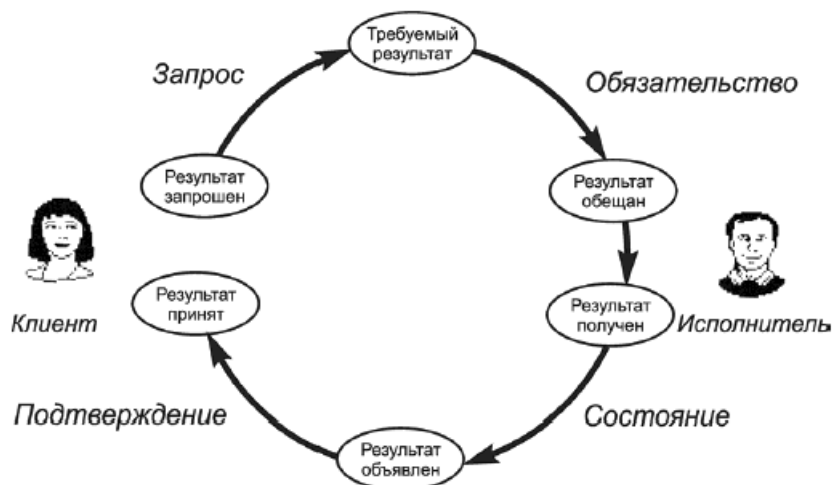 Требуемый
результат
Запрос
Обязательство
Результат
запрошен
Результат
обещан
Клиент
Результат
принят
Результат
получен
Исполнитель
Подтверждение
Состояние
Результат
объявлен